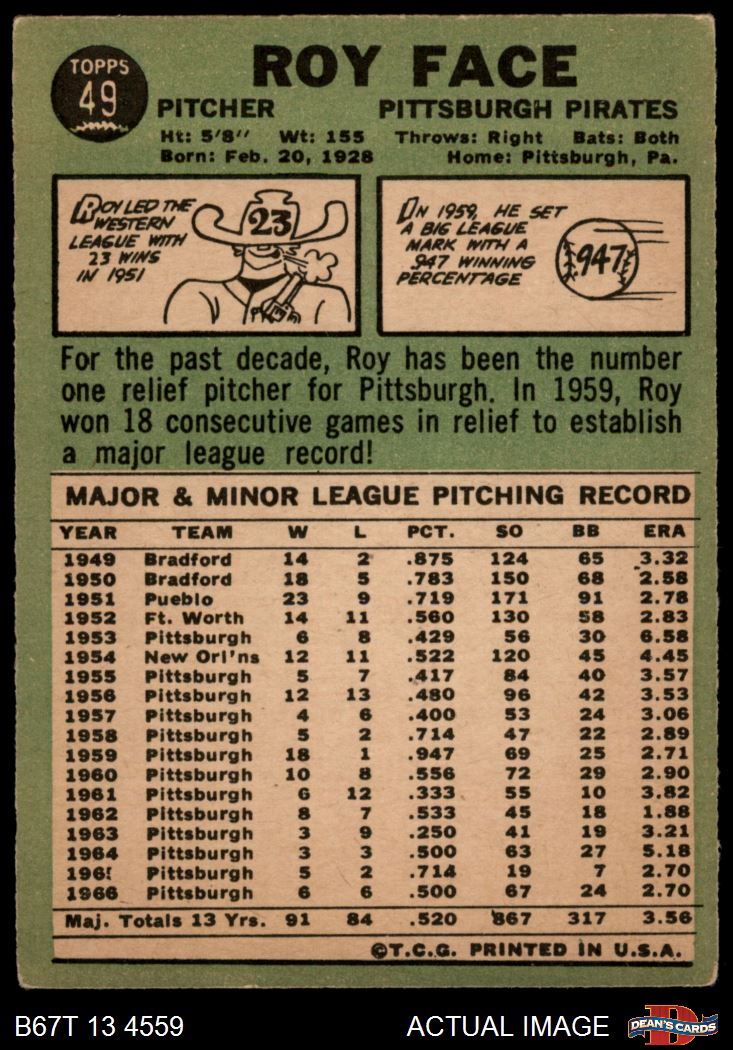 TOPPS
49
ROY FACE
PITCHER PITTSBURGH PIRATES
Ht: 5'8" Wt: 155 Throws: Right Bats: Both
Born: Feb. 20, 1928 Home: Pittsburgh, Pa.
ROY LED THE
WESTERN
LEAGUE WITH
23 WINS
IN 1951
23
IN 1959, HE SET
A BIG LEAGUE
MARK WITH A
.947 WINNING
PERCENTAGE
.947
For the past decade, Roy has been the number
one relief pitcher for Pittsburgh. In 1959, Roy
won 18 consecutive games in relief to establish
a major league record!
MAJOR & MINOR LEAGUE PITCHING RECORD
YEAR TEAM W L PCT. SO BB ERA
1949 Bradford 14 2 .875 124 65 3.32
1950 Bradford 18 5 .783 150 68 2.58
1951 Pueblo 23 9 .719 171 91 2.78
1952 Ft. Worth 14 11 .560 130 58 2.83
1953 Pittsburgh 6 8 .429 56 30 6.58
1954 New Orl'ns 12 11 .522 120 45 4.45
1955 Pittsburgh 5 7 .417 84 40 3.57
1956 Pittsburgh 12 13 .480 96 42 3.53
1957 Pittsburgh 4 6 .400 53 24 3.06
1958 Pittsburgh 5 2 .714 47 22 2.89
1959 Pittsburgh 18 1 .947 69 25 2.71
1960 Pittsburgh 10 8 .556 72 29 2.90
1961 Pittsburgh 6 12 .333 55 10 3.82
1962 Pittsburgh 8 7 .533 45 18 1.88
1963 Pittsburgh 3 9 .250 41 19 3.21
1964 Pittsburgh 3 3 .500 63 27 5.18
1965 Pittsburgh 5 2 .714 19 7 2.70
1966 Pittsburgh 6 6 .500 67 24 2.70
Maj. Totals 13 Yrs. 91 84 .520 867 317 3.56
©T.C.G. PRINTED IN U.S.A.
B67T 13 4559 ACTUAL IMAGE
D
DEAN'S CARDS